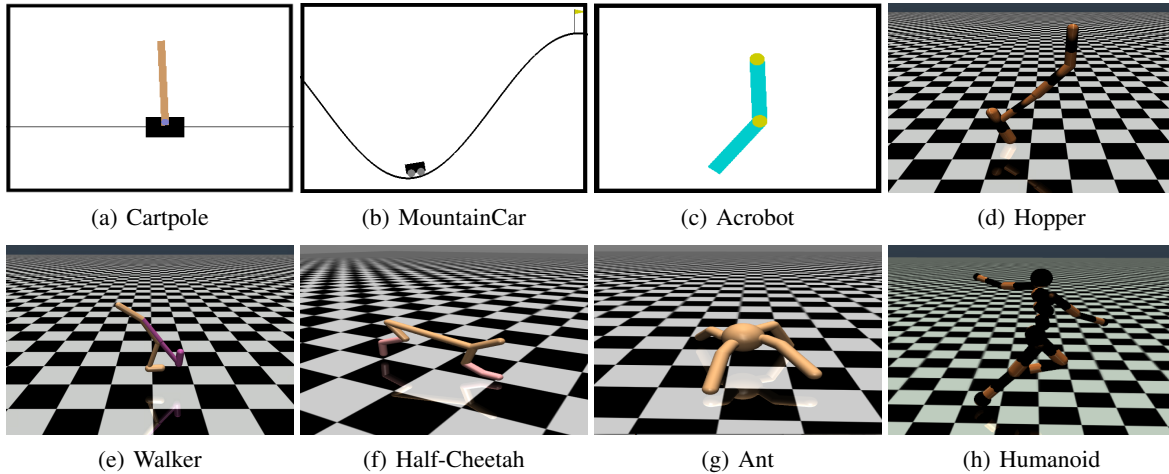 (a) Cartpole
(b) MountainCar
(c) Acrobot
(d) Hopper
(e) Walker
(f) Half-Cheetah
(g) Ant
(h) Humanoid